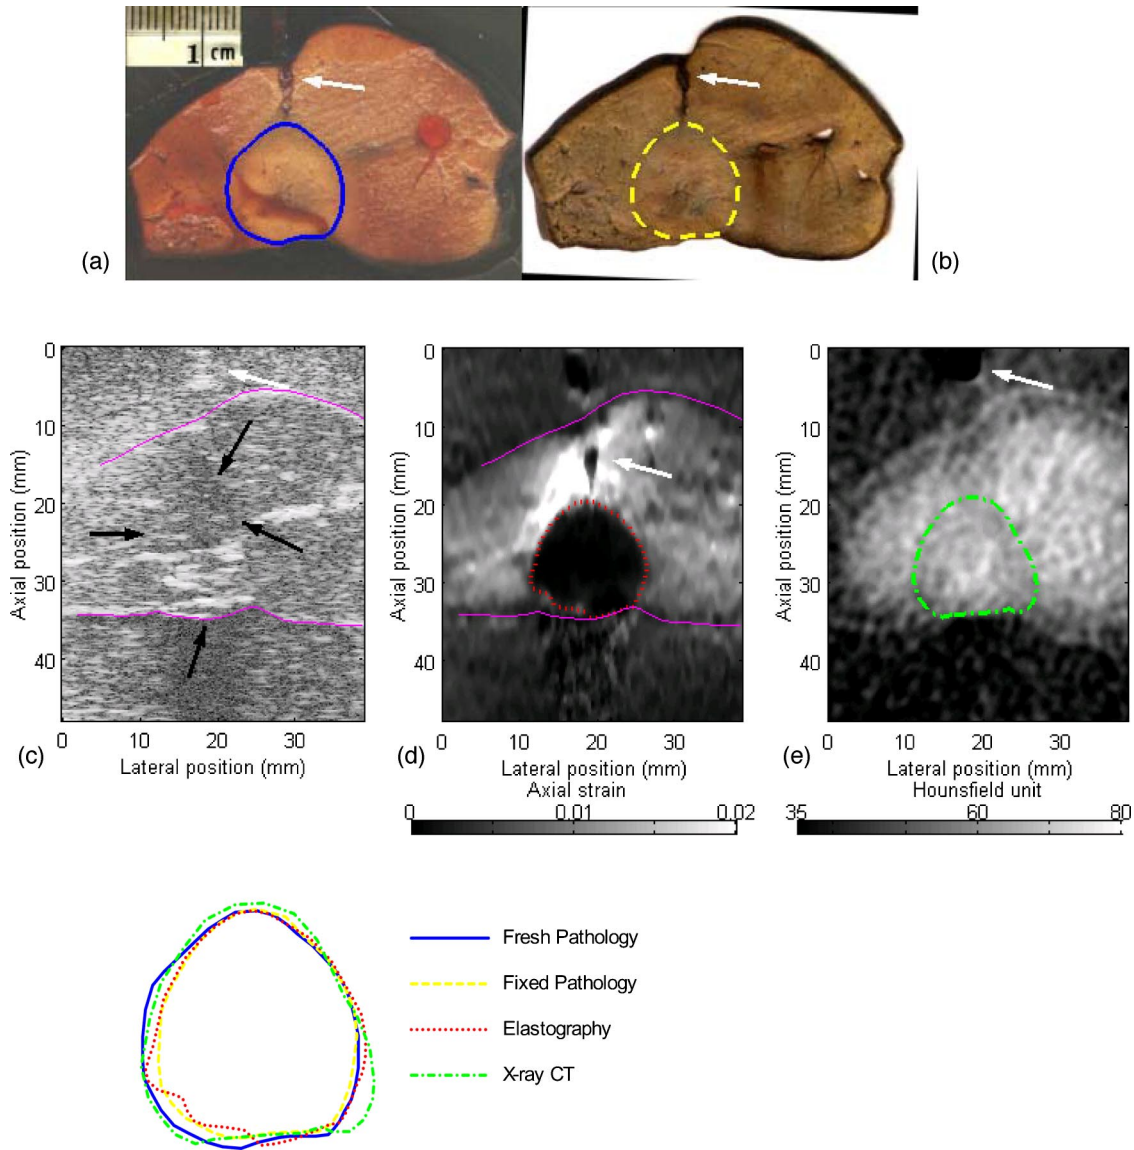 1 cm
(a)
(b)
0
10
20
30
40
Axial position (mm)
0 10 20 30
Lateral position (mm)
(c)
0
10
20
30
40
Axial position (mm)
0 10 20 30
Lateral position (mm)
(d)
Axial strain
0 0.01 0.02
0
10
20
30
40
Axial position (mm)
0 10 20 30
Lateral position (mm)
(e)
Hounsfield unit
35 60 80
Fresh Pathology
Fixed Pathology
Elastography
X-ray CT